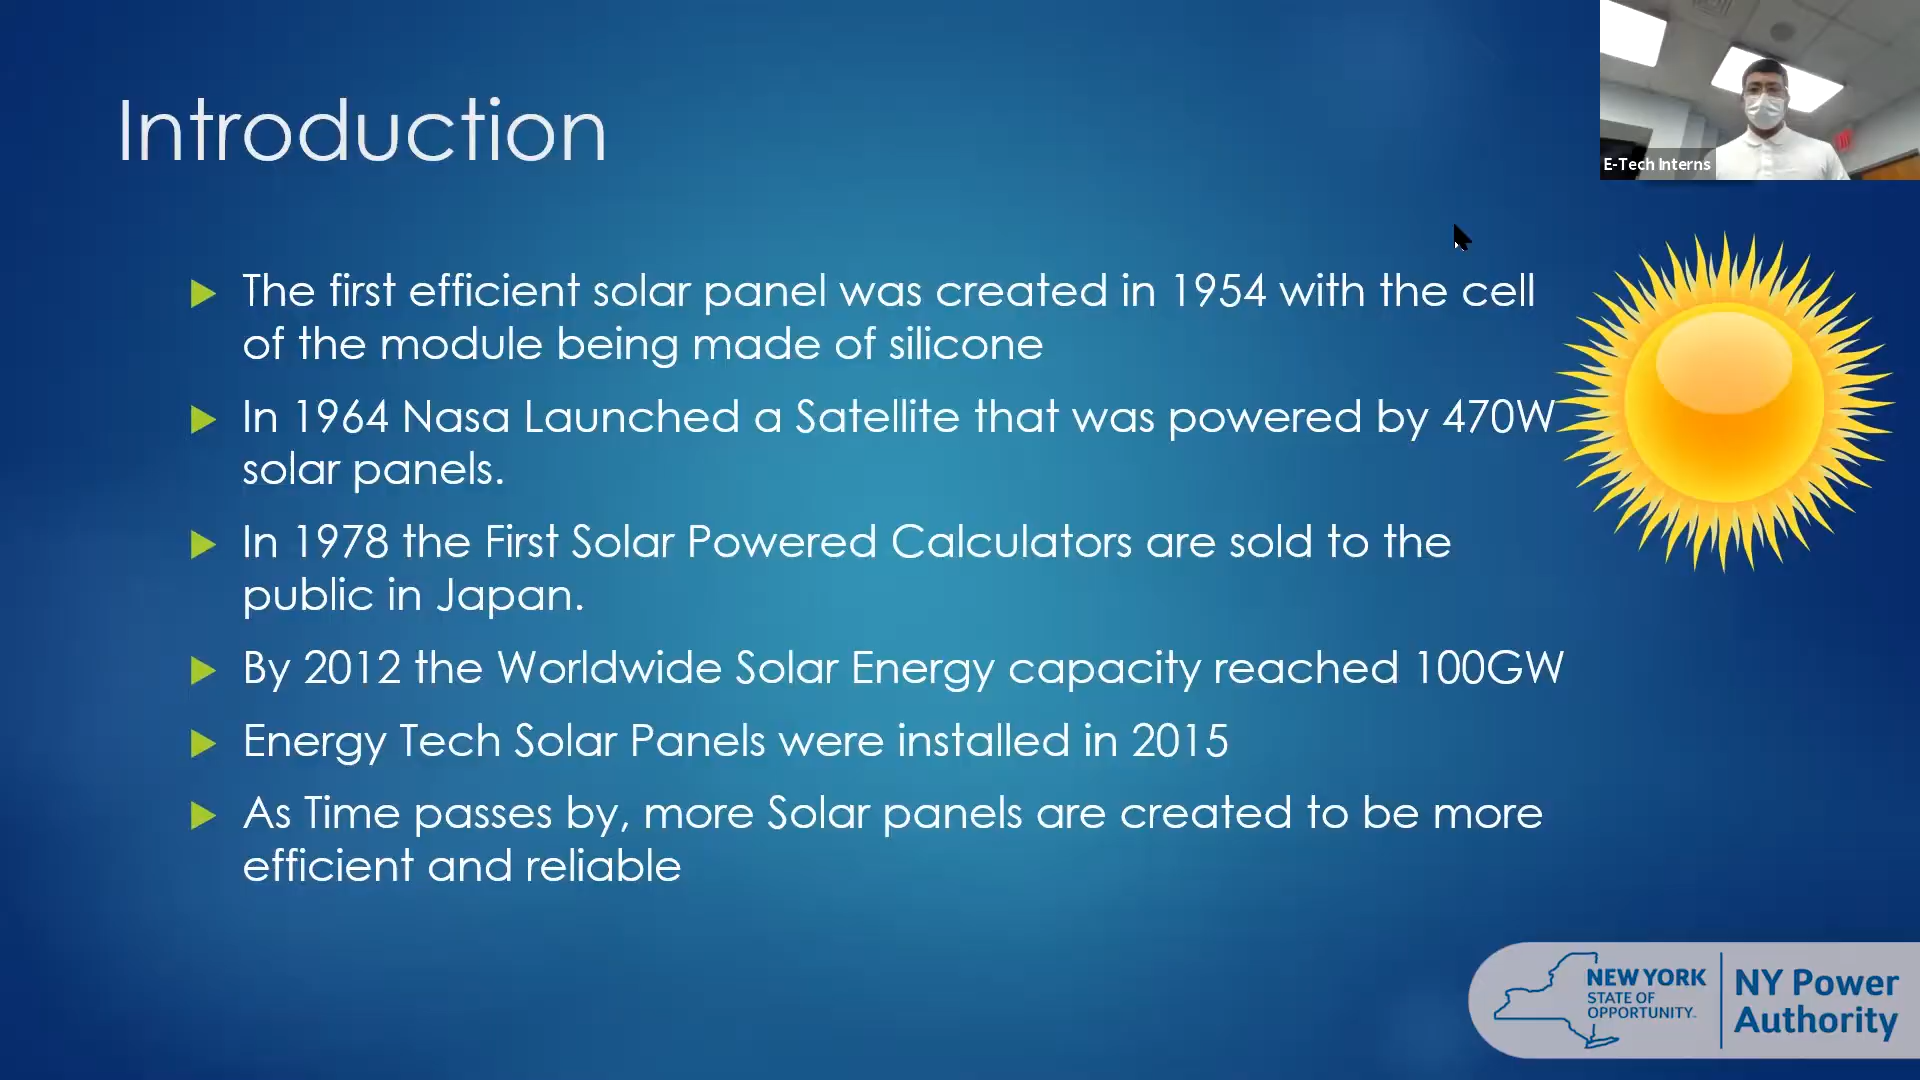 Introduction
E-Tech Interns
The first efficient solar panel was created in 1954 with the cell
of the module being made of silicone
In 1964 Nasa Launched a Satellite that was powered by 470W
solar panels.
In 1978 the First Solar Powered Calculators are sold to the
public in Japan.
By 2012 the Worldwide Solar Energy capacity reached 100GW
Energy Tech Solar Panels were installed in 2015
As Time passes by, more Solar panels are created to be more
efficient and reliable
NEW YORK
STATE OF
OPPORTUNITY™
NY Power
Authority